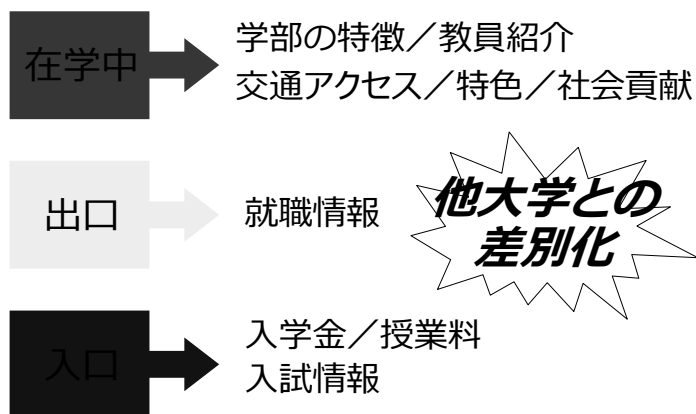 在学中
学部の特徴／教員紹介
交通アクセス／特色／社会貢献
出口
就職情報
他大学との
差別化
入口
入学金／授業料
入試情報